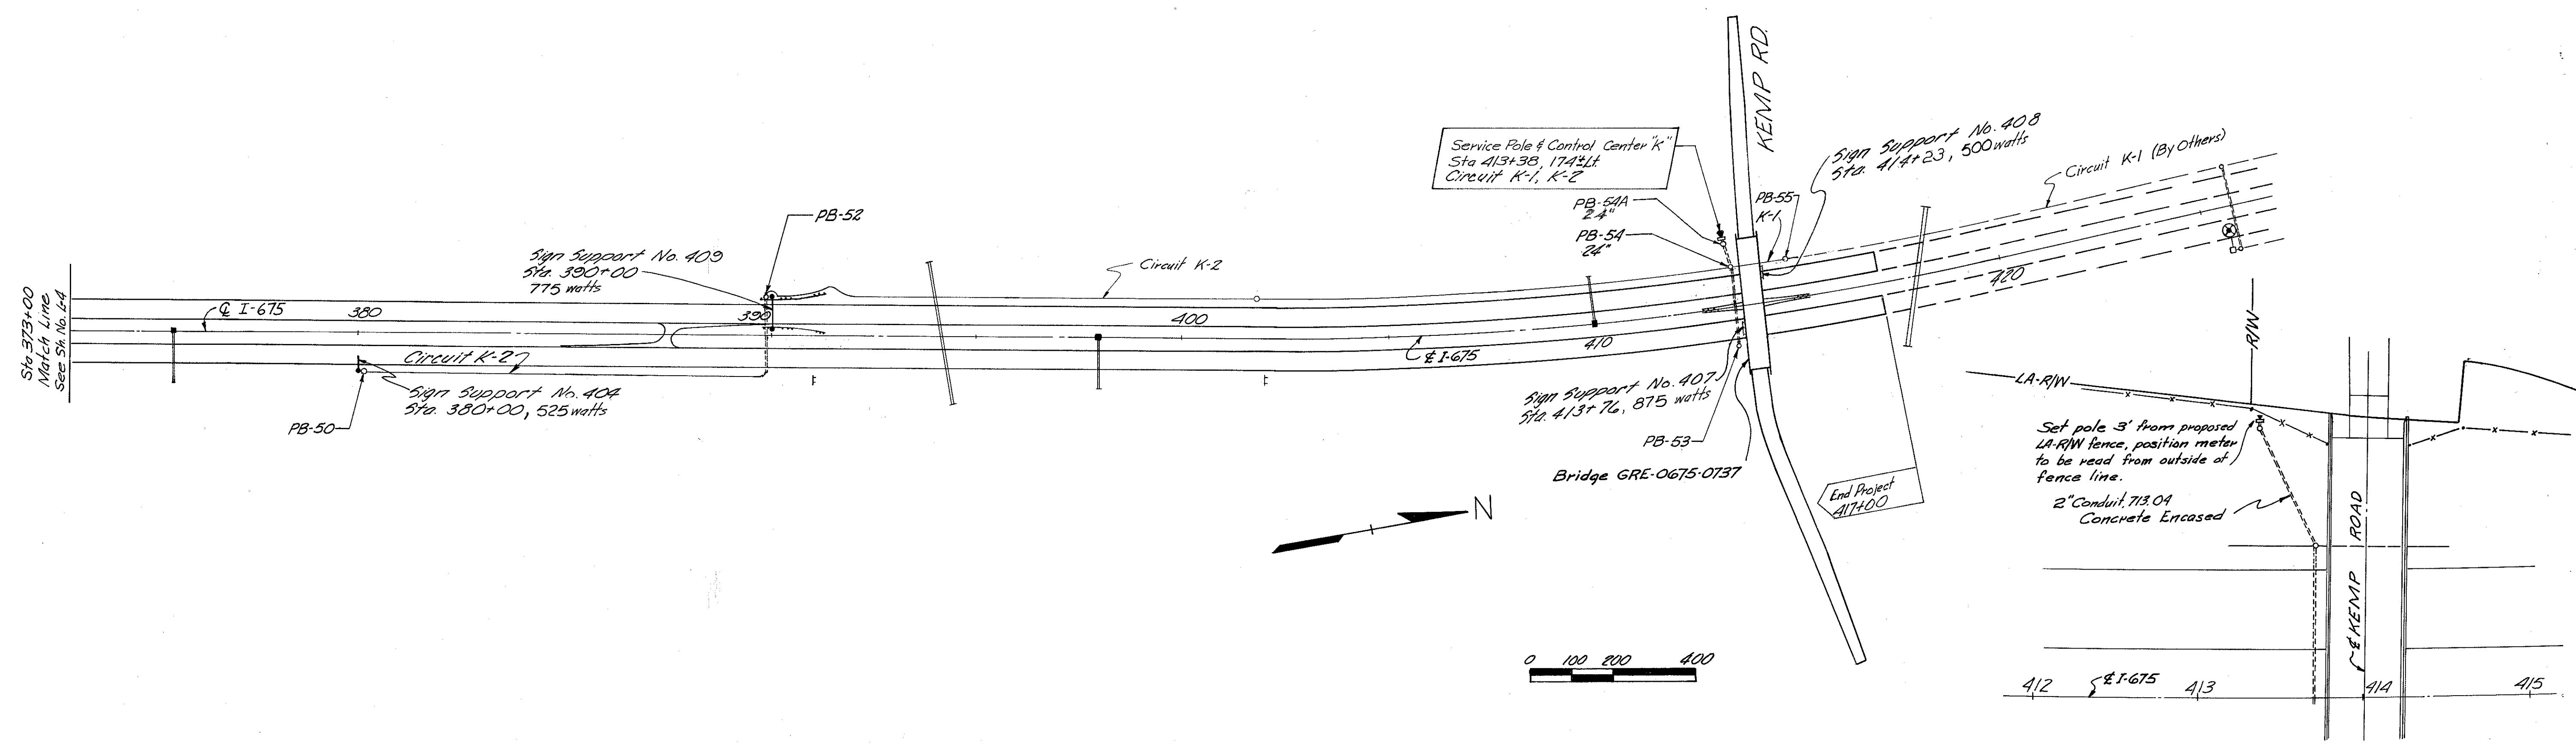 Sta 373+00
Match Line
See Sh. No. L-4
℄ I-675
380
Circuit K-2
PB-50
Sign Support No. 404
Sta. 380+00, 525 watts
Sign Support No. 409
Sta. 390+00
775 watts
PB-52
390
Circuit K-2
400
℄ I-675
410
Service Pole & Control Center "K"
Sta 413+38, 174'±Lt.
Circuit K-1, K-2
PB-54A
24"
PB-54
24"
KEMP RD.
PB-55
K-1
Sign Support No. 408
Sta. 414+23, 500 watts
Circuit K-1 (By Others)
420
Sign Support No. 407
Sta. 413+76, 875 watts
PB-53
Bridge GRE-0675-0737
End Project
417+00
N
0 100 200 400
R/W
LA-R/W
Set pole 3' from proposed
LA-R/W fence, position meter
to be read from outside of
fence line.
2" Conduit, 713.04
Concrete Encased
℄ KEMP ROAD
412
℄ I-675
413
414
415